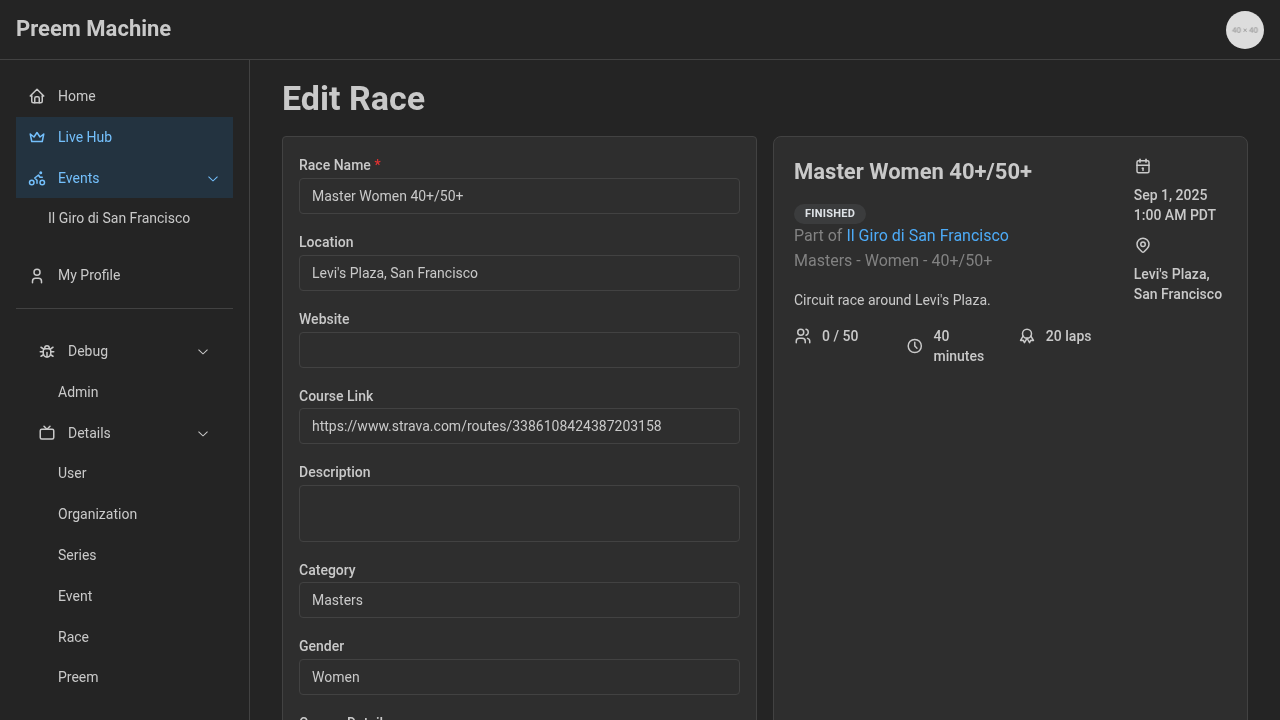 Preem Machine
40 × 40
Home
Live Hub
Events
Il Giro di San Francisco
My Profile
Debug
Admin
Details
User
Organization
Series
Event
Race
Preem
Edit Race
Race Name *
Master Women 40+/50+
Location
Levi's Plaza, San Francisco
Website
Course Link
https://www.strava.com/routes/3386108424387203158
Description
Category
Masters
Gender
Women
Master Women 40+/50+
FINISHED
Part of Il Giro di San Francisco
Masters - Women - 40+/50+
Circuit race around Levi's Plaza.
0 / 50
40
minutes
20 laps
Sep 1, 2025
1:00 AM PDT
Levi's Plaza,
San Francisco